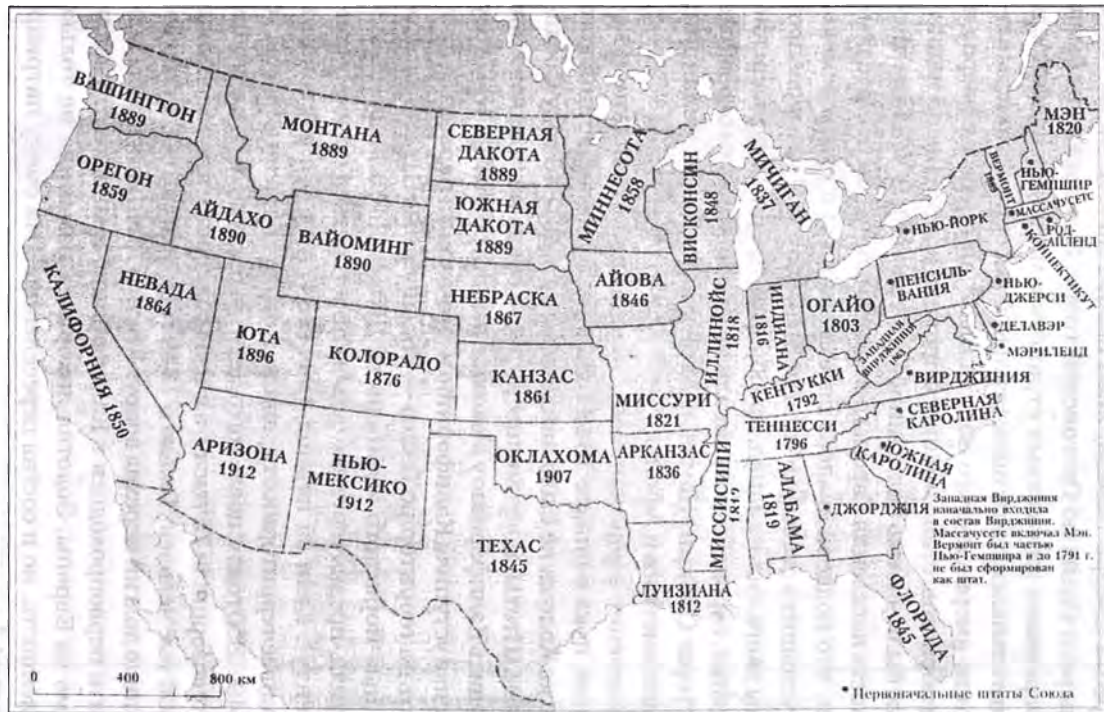 ВАШИНГТОН
1889
МОНТАНА
1889
СЕВЕРНАЯ
ДАКОТА
1889
МИННЕСОТА
1858
ОРЕГОН
1859
АЙДАХО
1890
ВАЙОМИНГ
1890
ЮЖНАЯ
ДАКОТА
1889
ВИСКОНСИН
1848
МИЧИГАН
1837
МЭН
1820
ВЕРМОНТ
•НЬЮ-
ГЕМПШИР
•МАССАЧУСЕТС
•НЬЮ-ЙОРК
•РОД-
АЙЛЕНД
•КОННЕКТИКУТ
КАЛИФОРНИЯ 1850
НЕВАДА
1864
ЮТА
1896
КОЛОРАДО
1876
НЕБРАСКА
1867
АЙОВА
1846
ИЛЛИНОЙС
1818
ИНДИАНА
1816
ОГАЙО
1803
•ПЕНСИЛЬ-
ВАНИЯ
•НЬЮ-
ДЖЕРСИ
•ДЕЛАВЭР
•МЭРИЛЕНД
ЗАПАДНАЯ
ВИРДЖИНИЯ
•ВИРДЖИНИЯ
КАНЗАС
1861
МИССУРИ
1821
КЕНТУККИ
1792
ТЕННЕССИ
1796
•СЕВЕРНАЯ
КАРОЛИНА
•ЮЖНАЯ
КАРОЛИНА
АРИЗОНА
1912
НЬЮ-
МЕКСИКО
1912
ОКЛАХОМА
1907
АРКАНЗАС
1836
МИССИСИПИ
АЛАБАМА
1819
•ДЖОРДЖИЯ
ТЕХАС
1845
ЛУИЗИАНА
1812
ФЛОРИДА
1845
Западная Вирджиния
изначально входила
в состав Вирджинии.
Массачусетс включал Мэн.
Вермонт был частью
Нью-Гемпшира и до 1791 г.
не был сформирован
как штат.
0 400 800 км
•Первоначальные штаты Союза